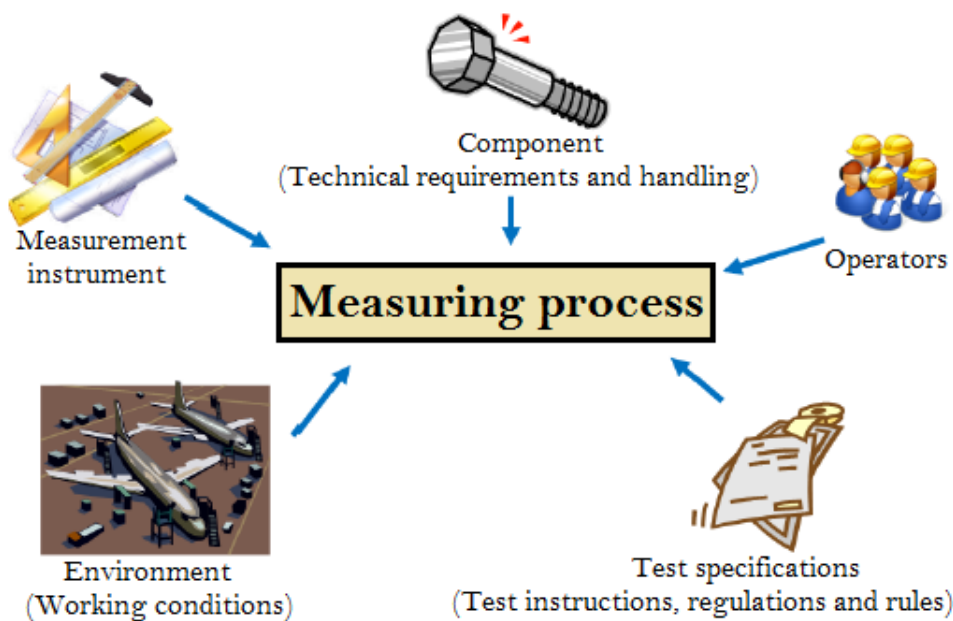 Component
(Technical requirements and handling)
Measurement
instrument
Operators
Measuring process
Environment
(Working conditions)
Test specifications
(Test instructions, regulations and rules)